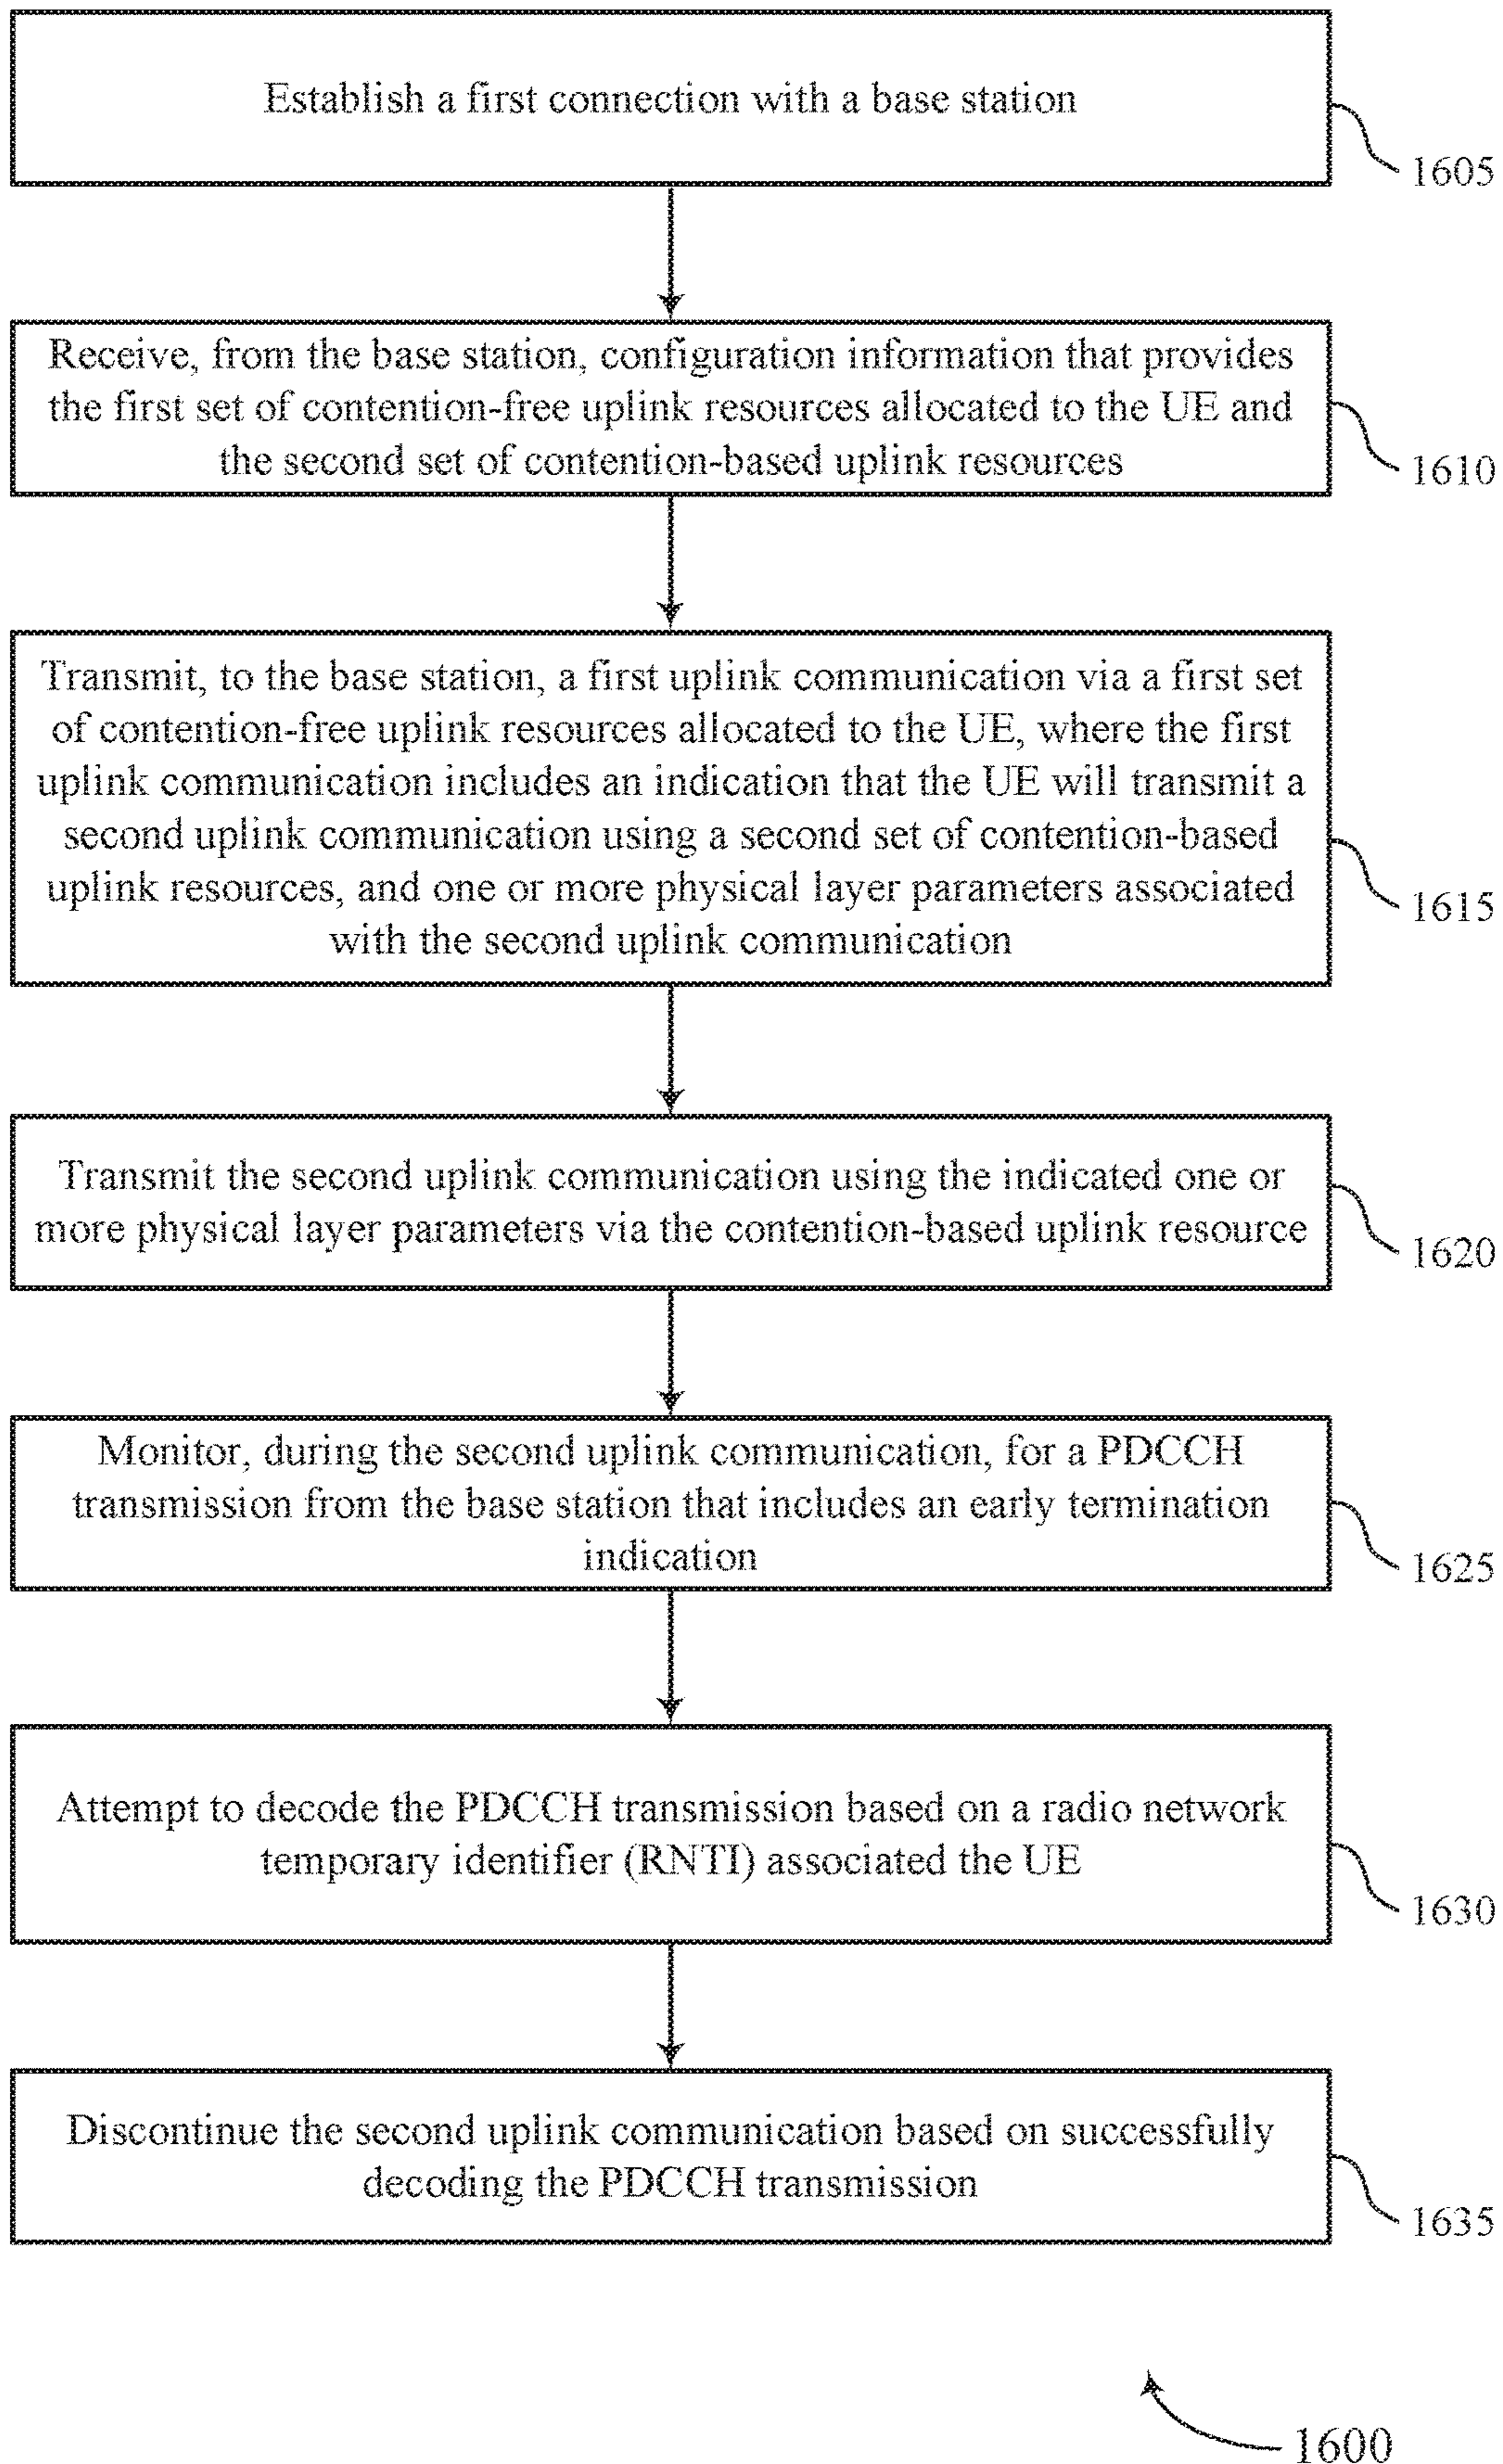 Establish a first connection with a base station
1605
Receive, from the base station, configuration information that provides
the first set of contention-free uplink resources allocated to the UE and
the second set of contention-based uplink resources
1610
Transmit, to the base station, a first uplink communication via a first set
of contention-free uplink resources allocated to the UE, where the first
uplink communication includes an indication that the UE will transmit a
second uplink communication using a second set of contention-based
uplink resources, and one or more physical layer parameters associated
with the second uplink communication
1615
Transmit the second uplink communication using the indicated one or
more physical layer parameters via the contention-based uplink resource
1620
Monitor, during the second uplink communication, for a PDCCH
transmission from the base station that includes an early termination
indication
1625
Attempt to decode the PDCCH transmission based on a radio network
temporary identifier (RNTI) associated the UE
1630
Discontinue the second uplink communication based on successfully
decoding the PDCCH transmission
1635
1600